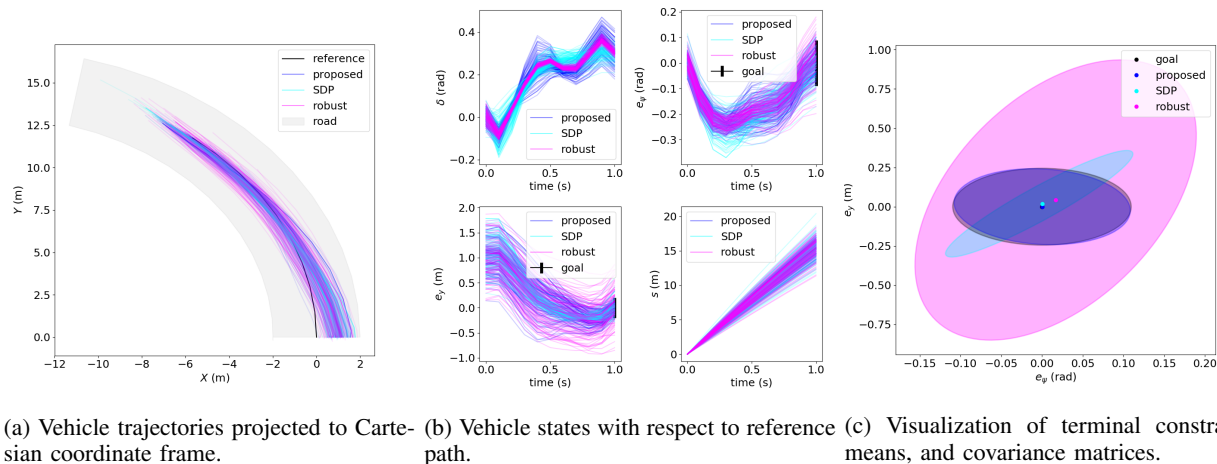 reference
proposed
SDP
robust
road
15.0
12.5
10.0
7.5
5.0
2.5
0.0
Y (m)
−12 −10 −8 −6 −4 −2 0 2
X (m)
0.4
0.2
0.0
−0.2
δ (rad)
proposed
SDP
robust
0.0 0.5 1.0
time (s)
0.2
0.1
0.0
−0.1
−0.2
−0.3
eψ (rad)
proposed
SDP
robust
goal
0.0 0.5 1.0
time (s)
2.0
1.5
1.0
0.5
0.0
−0.5
−1.0
ey (m)
proposed
SDP
robust
goal
0.0 0.5 1.0
time (s)
20
15
10
5
0
s (m)
proposed
SDP
robust
0.0 0.5 1.0
time (s)
1.00
0.75
0.50
0.25
0.00
−0.25
−0.50
−0.75
ey (m)
goal
proposed
SDP
robust
−0.15 −0.10 −0.05 0.00 0.05 0.10 0.15 0.20
eψ (rad)
(a) Vehicle trajectories projected to Carte-
sian coordinate frame.
(b) Vehicle states with respect to reference
path.
(c) Visualization of terminal constra
means, and covariance matrices.